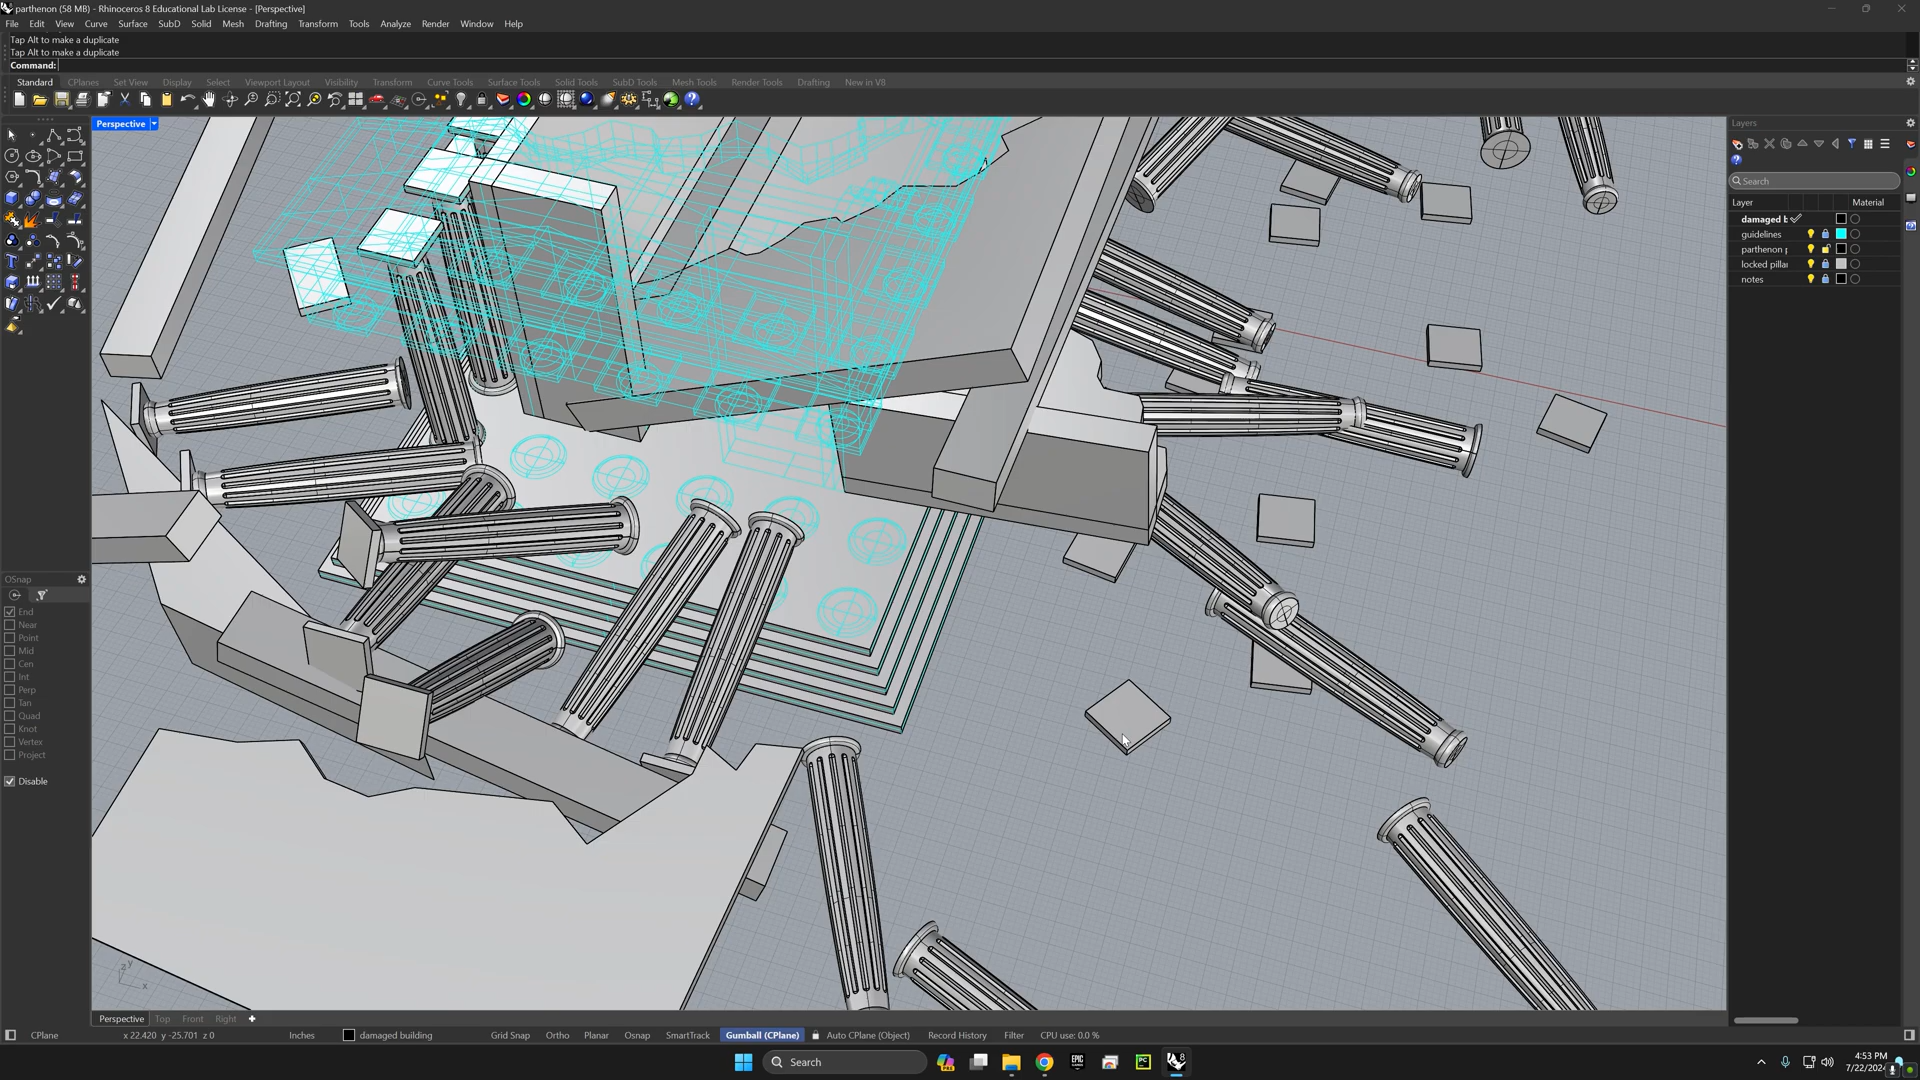 parthenon (58 MB) - Rhinoceros 8 Educational Lab License - [Perspective]
File Edit View Curve Surface SubD Solid Mesh Drafting Transform Tools Analyze Render Window Help
Tap Alt to make a duplicate
Tap Alt to make a duplicate
Command:
Standard CPlanes Set View Display Select Viewport Layout Visibility Transform Curve Tools Surface Tools Solid Tools SubD Tools Mesh Tools Render Tools Drafting New in V8
Perspective
Layers
Search
Layer Material
damaged b
guidelines
parthenon p
locked pillar
notes
OSnap
End
Near
Point
Mid
Cen
Int
Perp
Tan
Quad
Knot
Vertex
Project
Disable
z y
x
Perspective Top Front Right
CPlane x 22.420 y -25.701 z 0 Inches damaged building Grid Snap Ortho Planar Osnap SmartTrack Gumball (CPlane) Auto CPlane (Object) Record History Filter CPU use: 0.0 %
Search
EPIC
PC
8
4:53 PM
7/22/2024